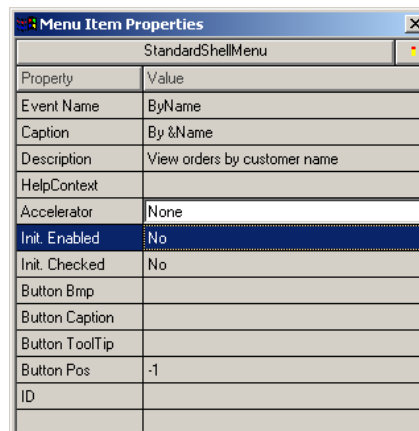 Menu Item Properties
StandardShellMenu
Property Value
Event Name ByName
Caption By &Name
Description View orders by customer name
HelpContext
Accelerator None
Init. Enabled No
Init. Checked No
Button Bmp
Button Caption
Button ToolTip
Button Pos -1
ID